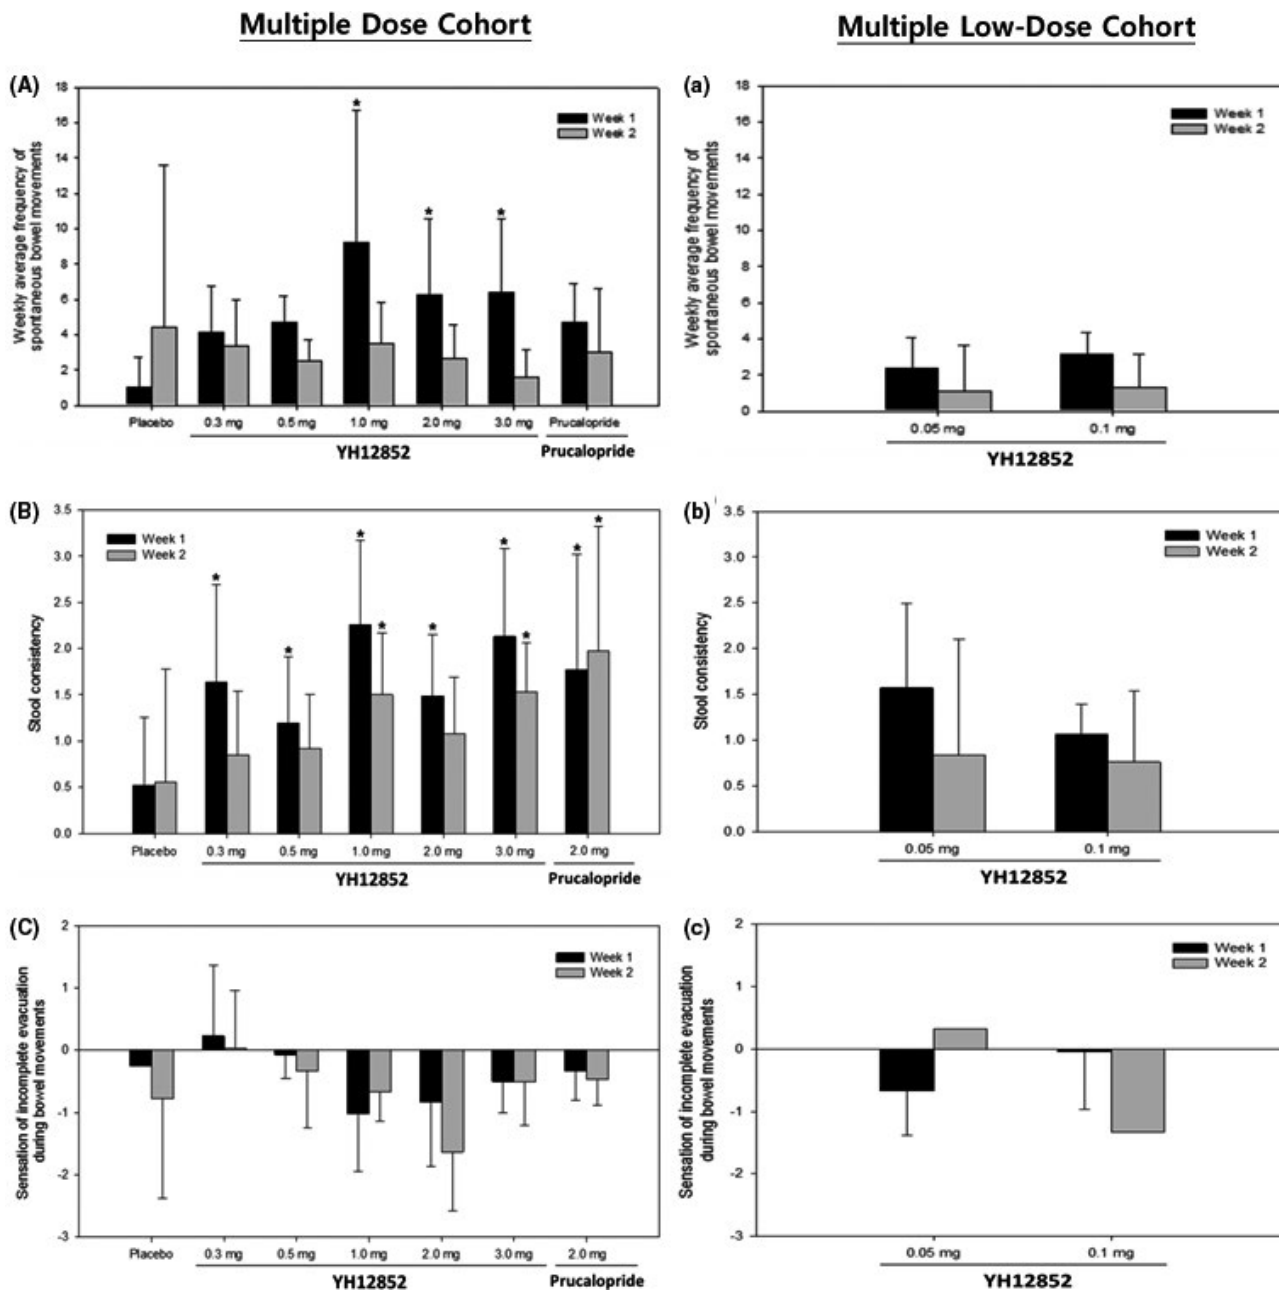 Multiple Dose Cohort
Multiple Low-Dose Cohort
(A)
Weekly average frequency of
spontaneous bowel movements
18
16
14
12
10
8
6
4
2
0
Week 1
Week 2
*
*
*
Placebo 0.3 mg 0.5 mg 1.0 mg 2.0 mg 3.0 mg Prucalopride
YH12852 Prucalopride
(a)
Weekly average frequency of
spontaneous bowel movements
18
16
14
12
10
8
6
4
2
0
Week 1
Week 2
0.05 mg 0.1 mg
YH12852
(B)
Stool consistency
3.5
3.0
2.5
2.0
1.5
1.0
0.5
0.0
Week 1
Week 2
*
*
*
*
*
*
*
*
*
Placebo 0.3 mg 0.5 mg 1.0 mg 2.0 mg 3.0 mg 2.0 mg
YH12852 Prucalopride
(b)
Stool consistency
3.5
3.0
2.5
2.0
1.5
1.0
0.5
0.0
Week 1
Week 2
0.05 mg 0.1 mg
YH12852
(C)
Sensation of incomplete evacuation
during bowel movements
2
1
0
-1
-2
-3
Week 1
Week 2
Placebo 0.3 mg 0.5 mg 1.0 mg 2.0 mg 3.0 mg 2.0 mg
YH12852 Prucalopride
(c)
Sensation of incomplete evacuation
during bowel movements
2
1
0
-1
-2
-3
Week 1
Week 2
0.05 mg 0.1 mg
YH12852